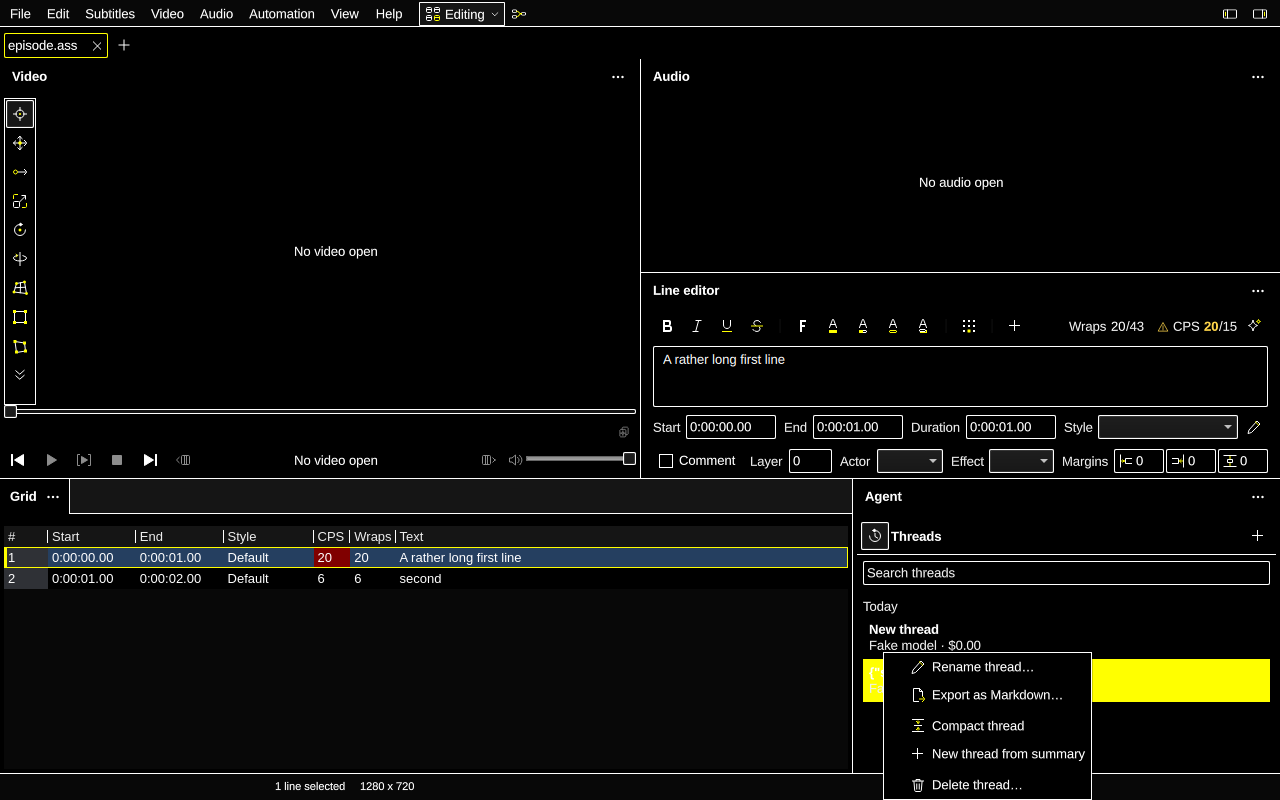 File Edit Subtitles Video Audio Automation View Help Editing
episode.ass
Video
Audio
No video open
No audio open
Line editor
B I U S F A A A A Wraps 20/43 CPS 20/15
A rather long first line
Start 0:00:00.00 End 0:00:01.00 Duration 0:00:01.00 Style
Comment Layer 0 Actor Effect Margins 0 0 0
No video open
Grid
# Start End Style CPS Wraps Text
1 0:00:00.00 0:00:01.00 Default 20 20 A rather long first line
2 0:00:01.00 0:00:02.00 Default 6 6 second
Agent
Threads
Search threads
Today
New thread
Fake model · $0.00
Rename thread…
Export as Markdown…
Compact thread
New thread from summary
Delete thread…
1 line selected 1280 x 720